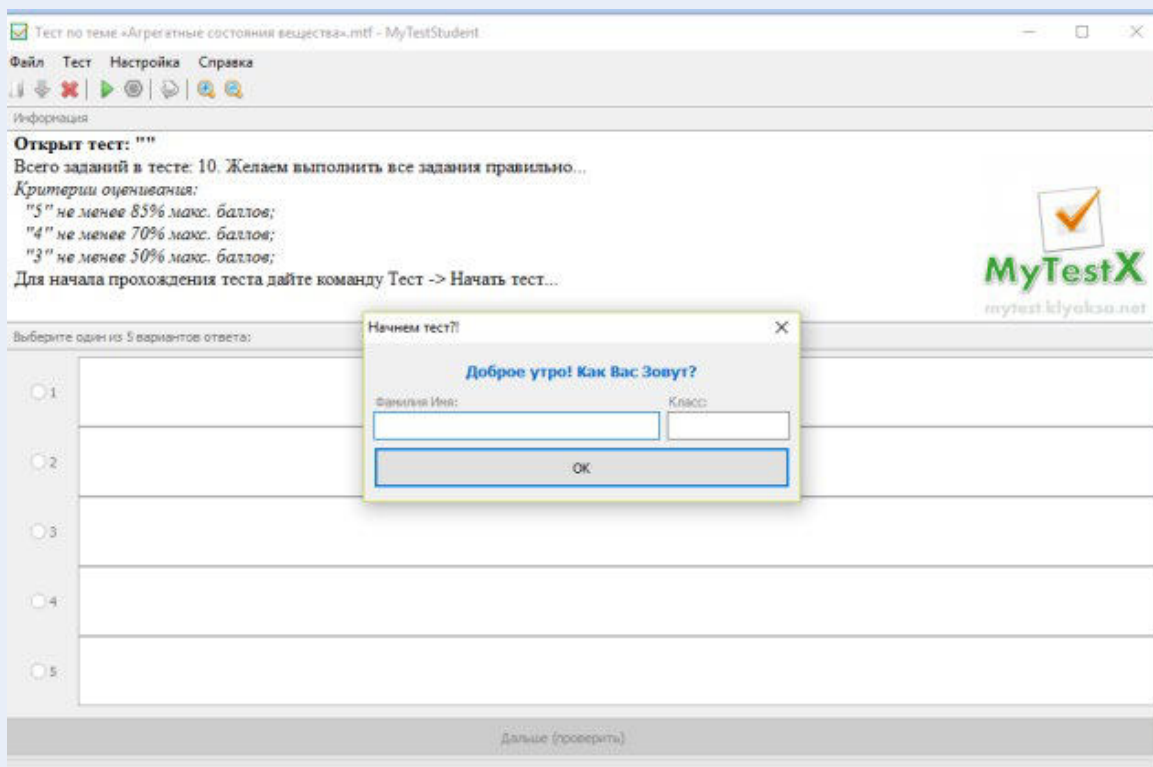 Тест по теме «Агрегатные состояния вещества».mtf - MyTestStudent
Файл Тест Настройка Справка
Информация
Открыт тест: ""
Всего заданий в тесте: 10. Желаем выполнить все задания правильно...
Критерии оценивания:
"5" не менее 85% макс. баллов;
"4" не менее 70% макс. баллов;
"3" не менее 50% макс. баллов;
Для начала прохождения теста дайте команду Тест -> Начать тест...
MyTestX
mytest.klyaksa.net
Выберите один из 5 вариантов ответа:
Начнем тест?!
Доброе утро! Как Вас Зовут?
Фамилия Имя: Класс:
OK
1
2
3
4
5
Дальше (проверить)